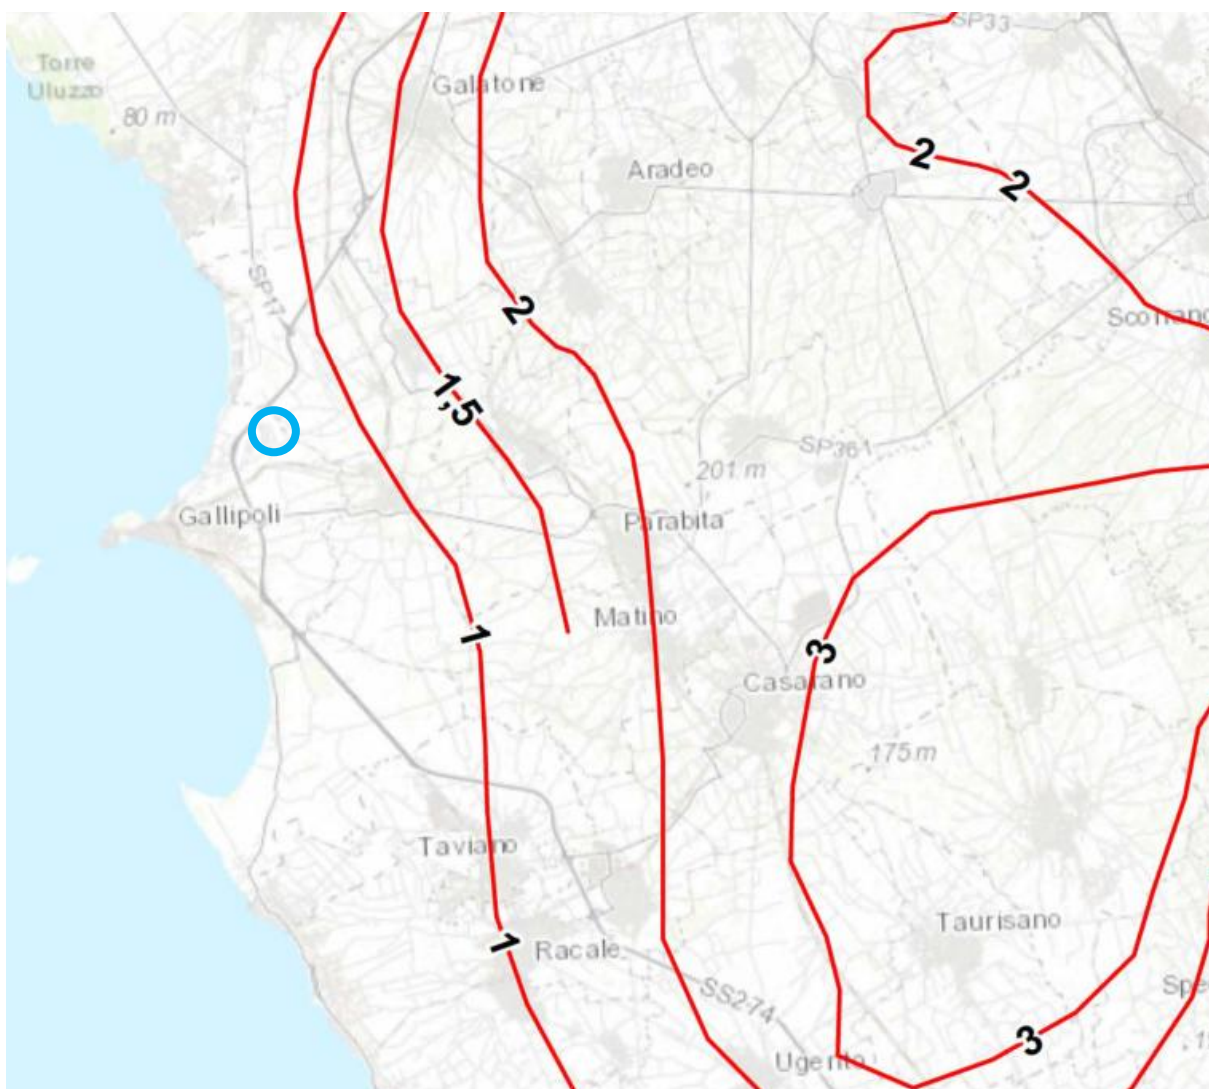 SP33
Torre
Uluzzo
Galatone
80 m
2
Aradeo
2
SP17
2
1,5
SP361
201 m
Gallipoli
Parabita
Matino
1
3
Casarano
175 m
Taviano
Taurisano
1
Racale
SS274
3
Ugento